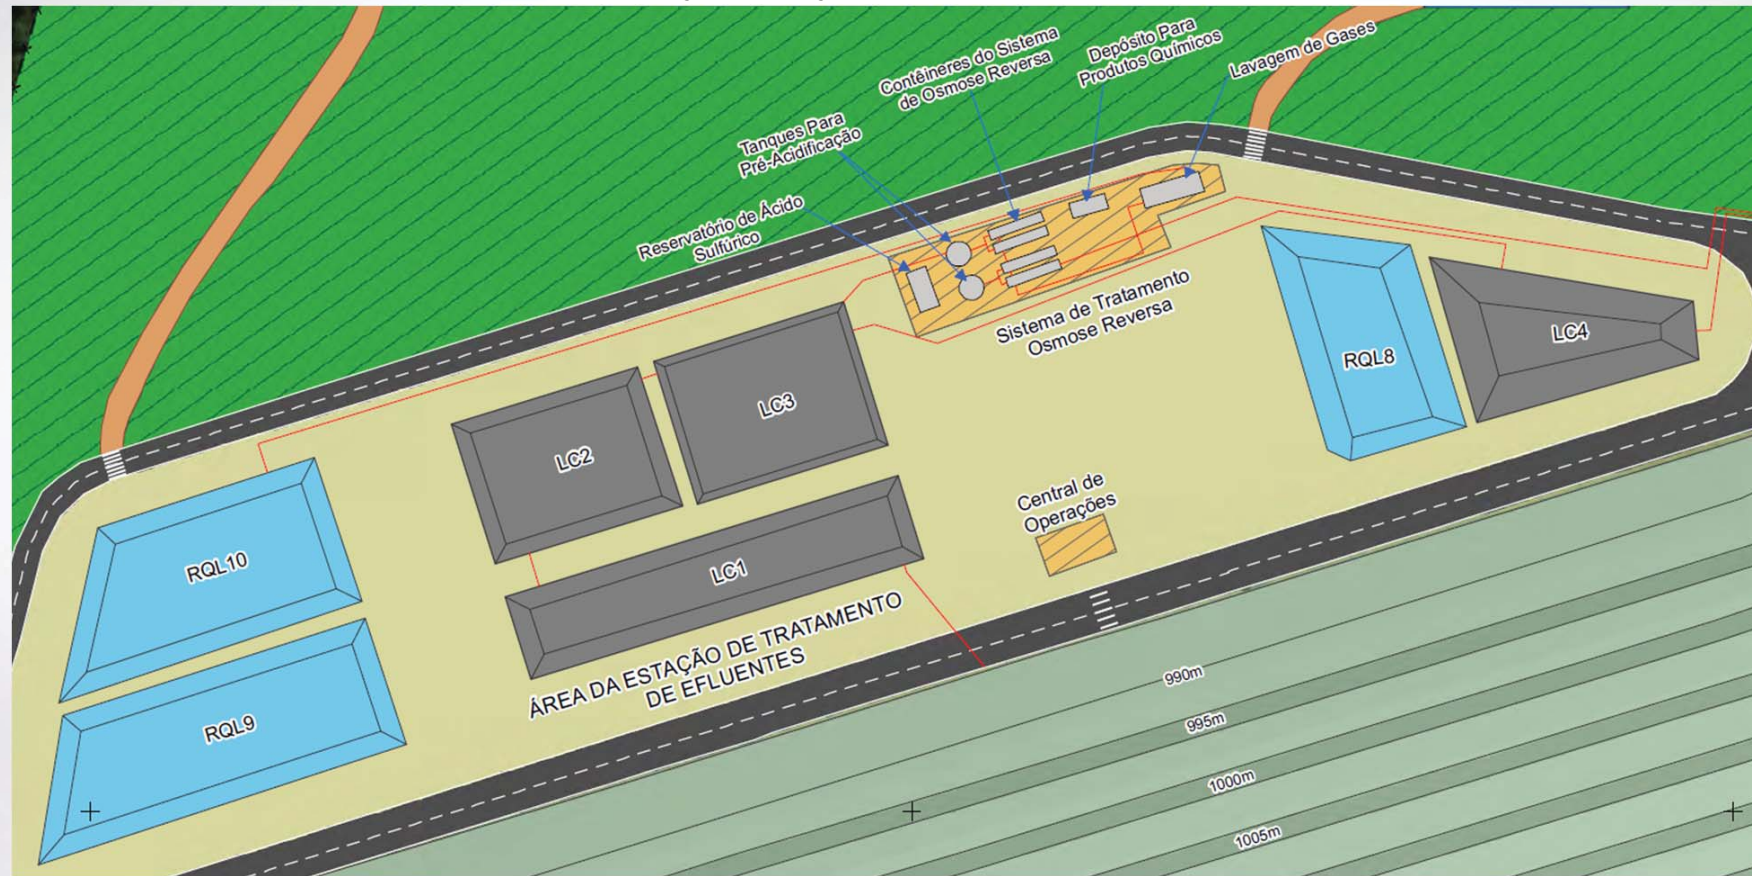 Contêineres do Sistema
de Osmose Reversa
Depósito Para
Produtos Químicos
Lavagem de Gases
Tanques Para
Pré-Acidificação
Reservatório de Ácido
Sulfúrico
Sistema de Tratamento
Osmose Reversa
RQL8
LC4
LC3
LC2
LC1
Central de
Operações
RQL10
RQL9
ÁREA DA ESTAÇÃO DE TRATAMENTO
DE EFLUENTES
990m
995m
1000m
1005m